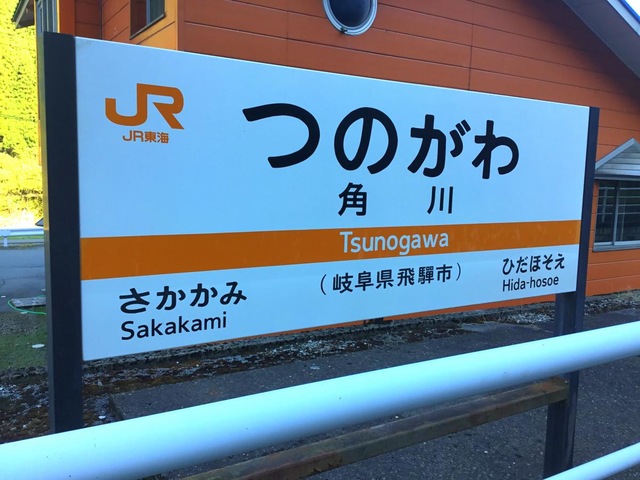 JR
JR東海
つのがわ
角川
Tsunogawa
(岐阜県飛驒市)
さかかみ
Sakakami
ひだほそえ
Hida-hosoe